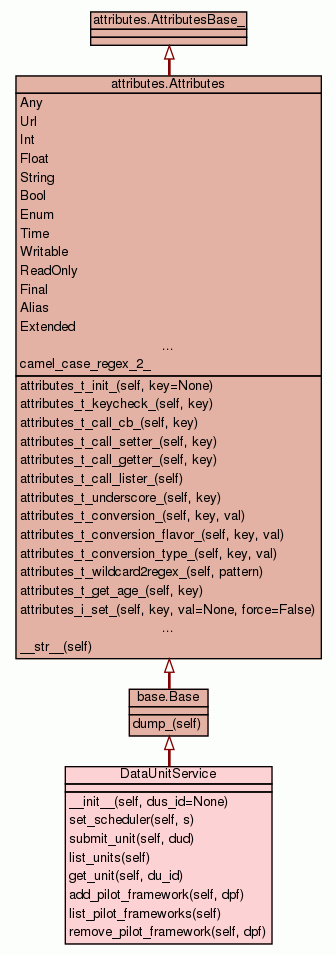 attributes.AttributesBase_
attributes.Attributes
Any
Url
Int
Float
String
Bool
Enum
Time
Writable
ReadOnly
Final
Alias
Extended
...
camel_case_regex_2_
attributes_t_init_(self, key=None)
attributes_t_keycheck_(self, key)
attributes_t_call_cb_(self, key)
attributes_t_call_setter_(self, key)
attributes_t_call_getter_(self, key)
attributes_t_call_lister_(self)
attributes_t_underscore_(self, key)
attributes_t_conversion_(self, key, val)
attributes_t_conversion_flavor_(self, key, val)
attributes_t_conversion_type_(self, key, val)
attributes_t_wildcard2regex_(self, pattern)
attributes_t_get_age_(self, key)
attributes_i_set_(self, key, val=None, force=False)
...
__str__(self)
base.Base
dump_(self)
DataUnitService
__init__(self, dus_id=None)
set_scheduler(self, s)
submit_unit(self, dud)
list_units(self)
get_unit(self, du_id)
add_pilot_framework(self, dpf)
list_pilot_frameworks(self)
remove_pilot_framework(self, dpf)